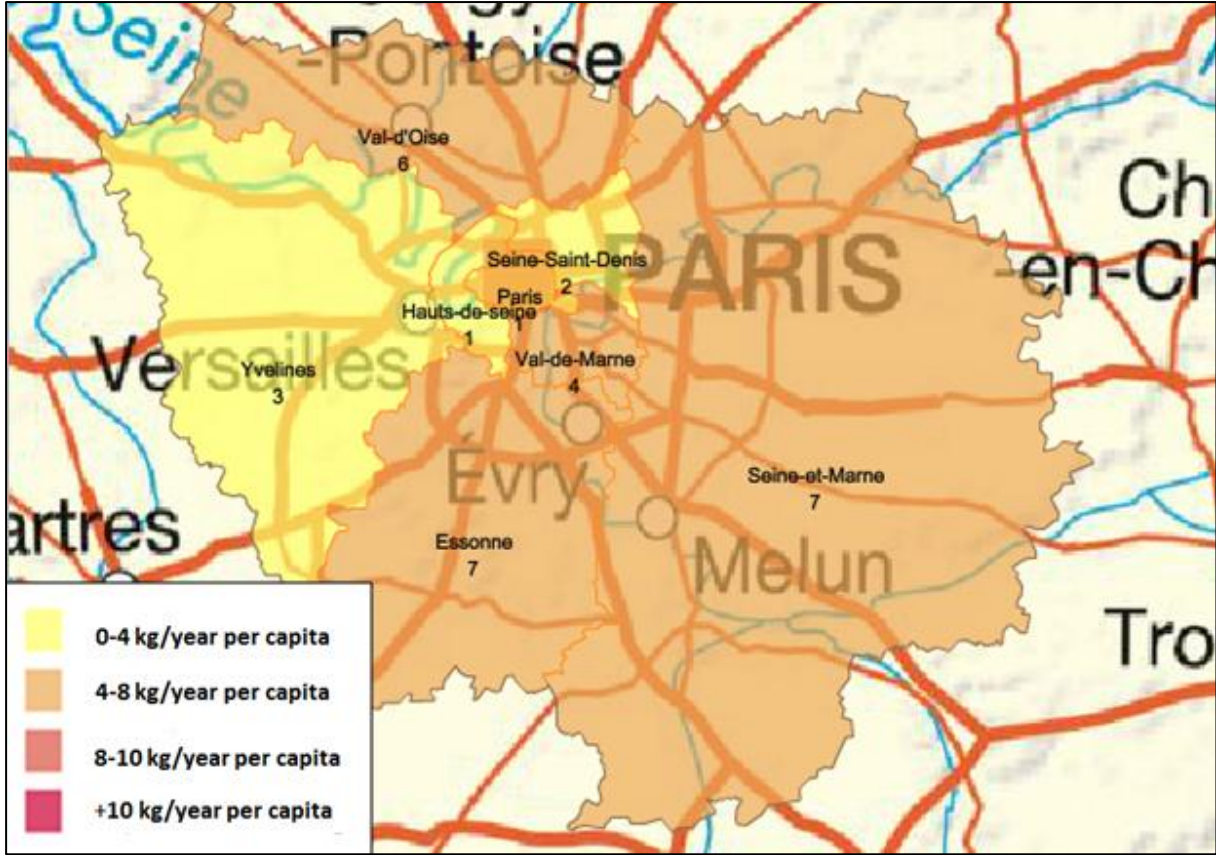 Seine
-Pontoise
Val-d'Oise
6
Ch
-en-Ch
PARIS
Seine-Saint-Denis
2
Paris
1
Hauts-de-seine
1
Versailles
Yvelines
3
Val-de-Marne
4
Évry
Seine-et-Marne
7
artres
Essonne
7
Melun
Tro
0-4 kg/year per capita
4-8 kg/year per capita
8-10 kg/year per capita
+10 kg/year per capita